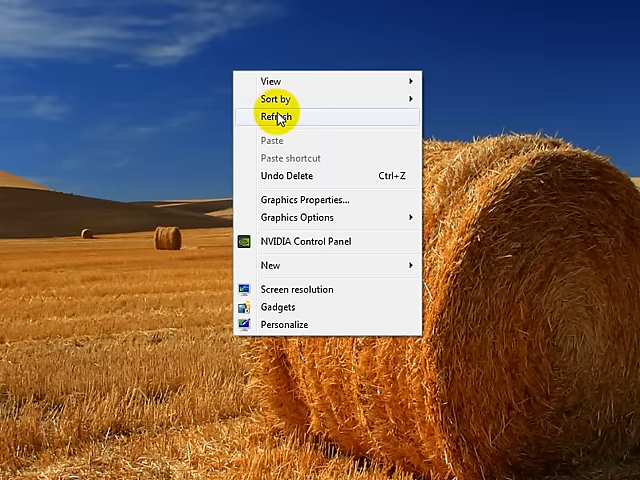 View
Sort by
Refresh
Paste
Paste shortcut
Undo Delete Ctrl+Z
Graphics Properties...
Graphics Options
NVIDIA Control Panel
New
Screen resolution
Gadgets
Personalize